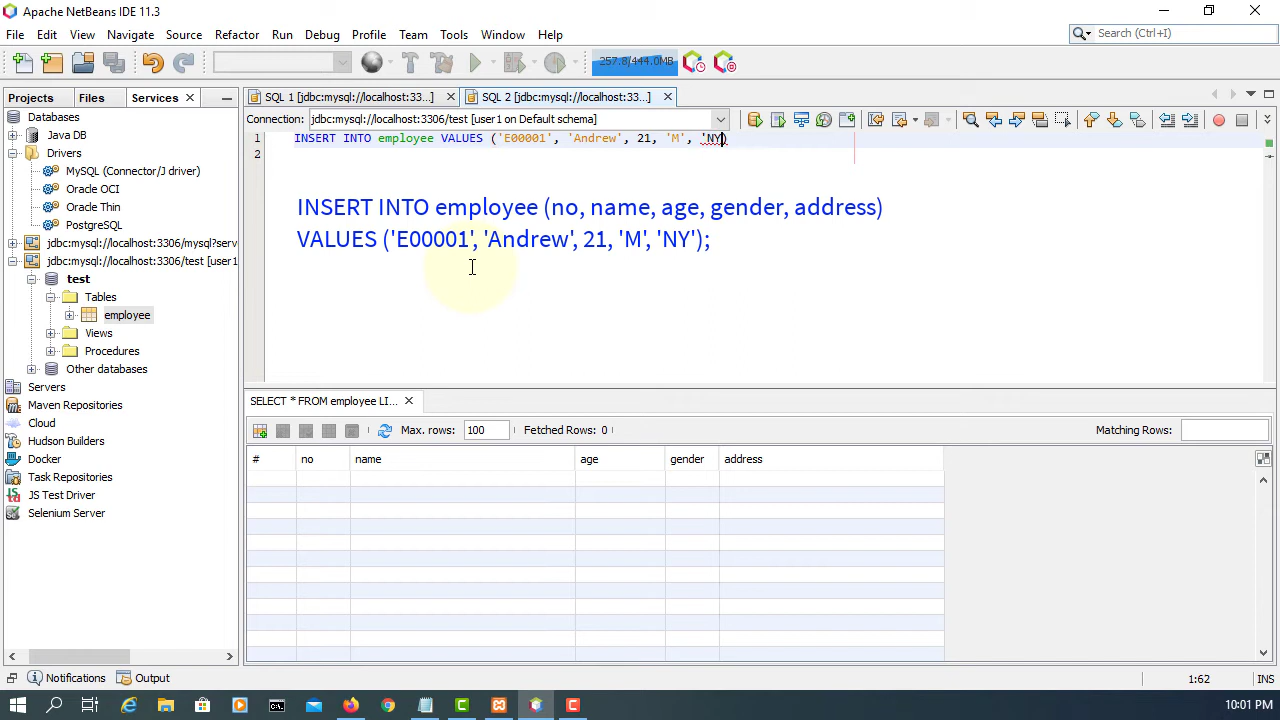 Apache NetBeans IDE 11.3
File Edit View Navigate Source Refactor Run Debug Profile Team Tools Window Help
Search (Ctrl+I)
257.8/444.0MB
Projects Files Services
SQL 1 [jdbc:mysql://localhost:33...] SQL 2 [jdbc:mysql://localhost:33...]
Connection: jdbc:mysql://localhost:3306/test [user1 on Default schema]
Databases
Java DB
Drivers
MySQL (Connector/J driver)
Oracle OCI
Oracle Thin
PostgreSQL
jdbc:mysql://localhost:3306/mysql?serv
jdbc:mysql://localhost:3306/test [user1
test
Tables
employee
Views
Procedures
Other databases
Servers
Maven Repositories
Cloud
Hudson Builders
Docker
Task Repositories
JS Test Driver
Selenium Server
1 INSERT INTO employee VALUES ('E00001', 'Andrew', 21, 'M', 'NY)
2
INSERT INTO employee (no, name, age, gender, address)
VALUES ('E00001', 'Andrew', 21, 'M', 'NY');
SELECT * FROM employee LI...
Max. rows: 100 Fetched Rows: 0 Matching Rows:
# no name age gender address
Notifications Output 1:62 INS
10:01 PM